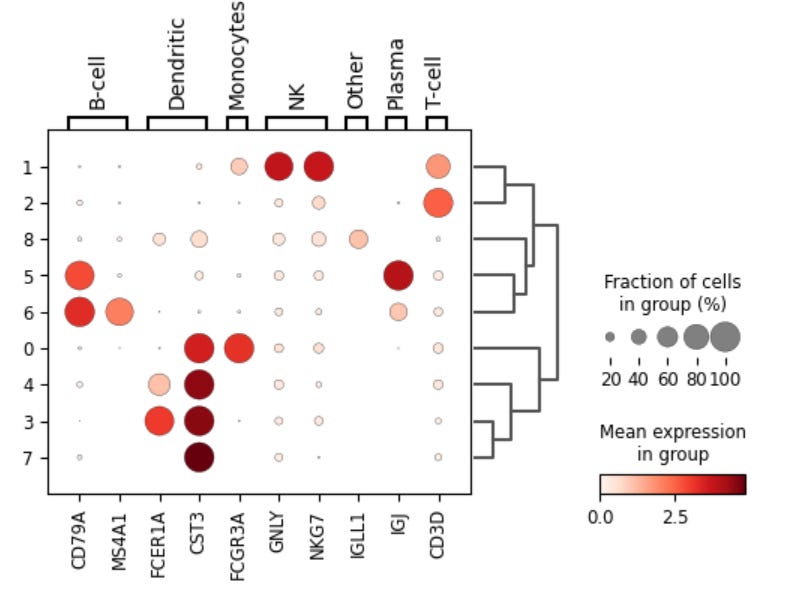 B-cell
Dendritic
Monocytes
NK
Other
Plasma
T-cell
1
2
8
5
6
0
4
3
7
CD79A
MS4A1
FCER1A
CST3
FCGR3A
GNLY
NKG7
IGLL1
IGJ
CD3D
Fraction of cells
in group (%)
20 40 60 80 100
Mean expression
in group
0.0 2.5